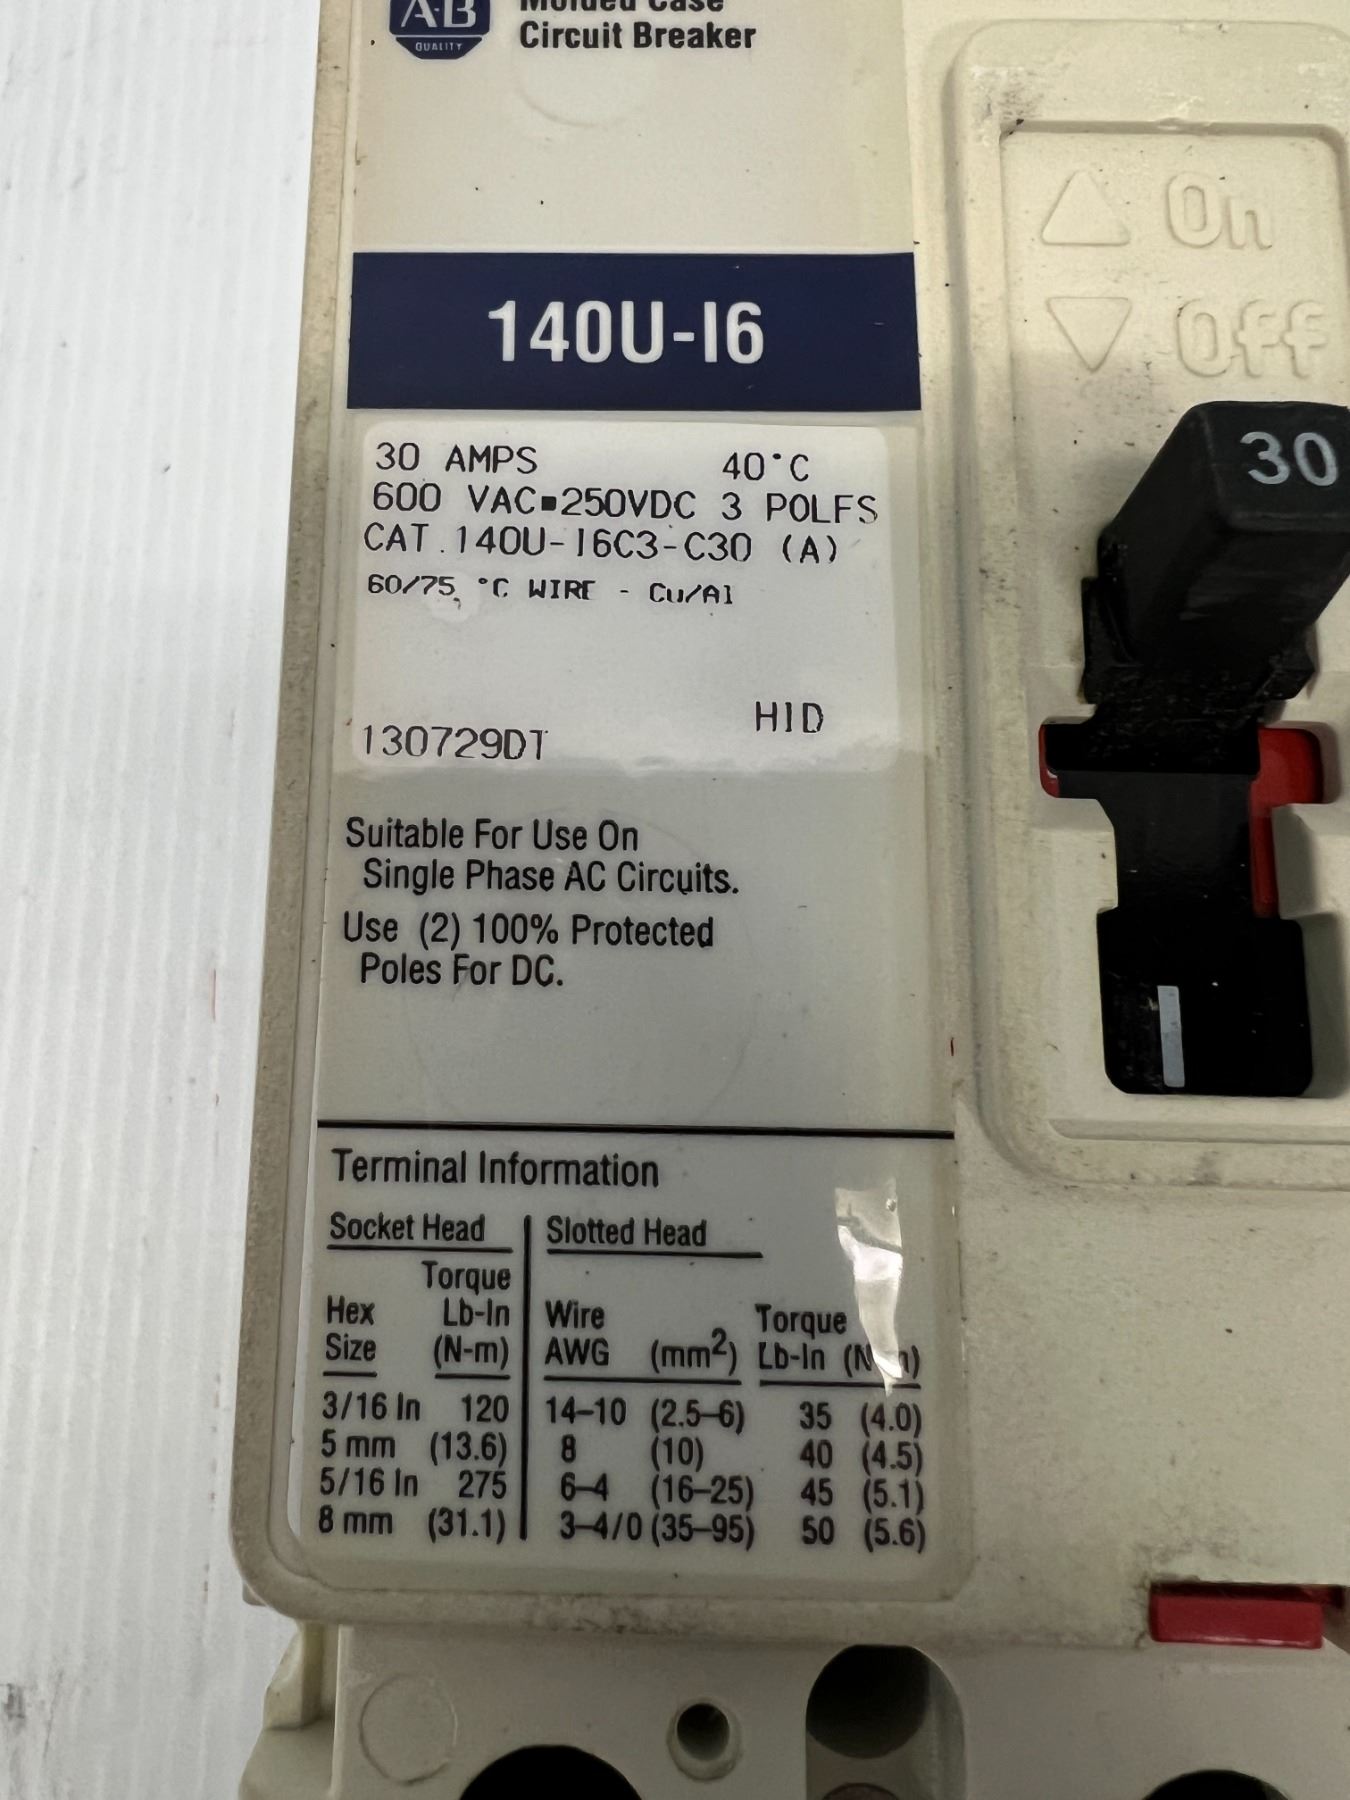 A-B
QUALITY
Molded Case
Circuit Breaker
On
Off
140U-I6
30
30 AMPS 40°C
600 VAC▪250VDC 3 POLES
CAT.140U-I6C3-C30 (A)
60/75 °C WIRE - Cu/Al
HID
130729DT
Suitable For Use On
Single Phase AC Circuits.
Use (2) 100% Protected
Poles For DC.
Terminal Information
Socket Head Slotted Head
Torque
Hex Lb-In Wire Torque
Size (N-m) AWG (mm²) Lb-In (N-m)
3/16 In 120 14–10 (2.5–6) 35 (4.0)
5 mm (13.6) 8 (10) 40 (4.5)
5/16 In 275 6–4 (16–25) 45 (5.1)
8 mm (31.1) 3–4/0 (35–95) 50 (5.6)